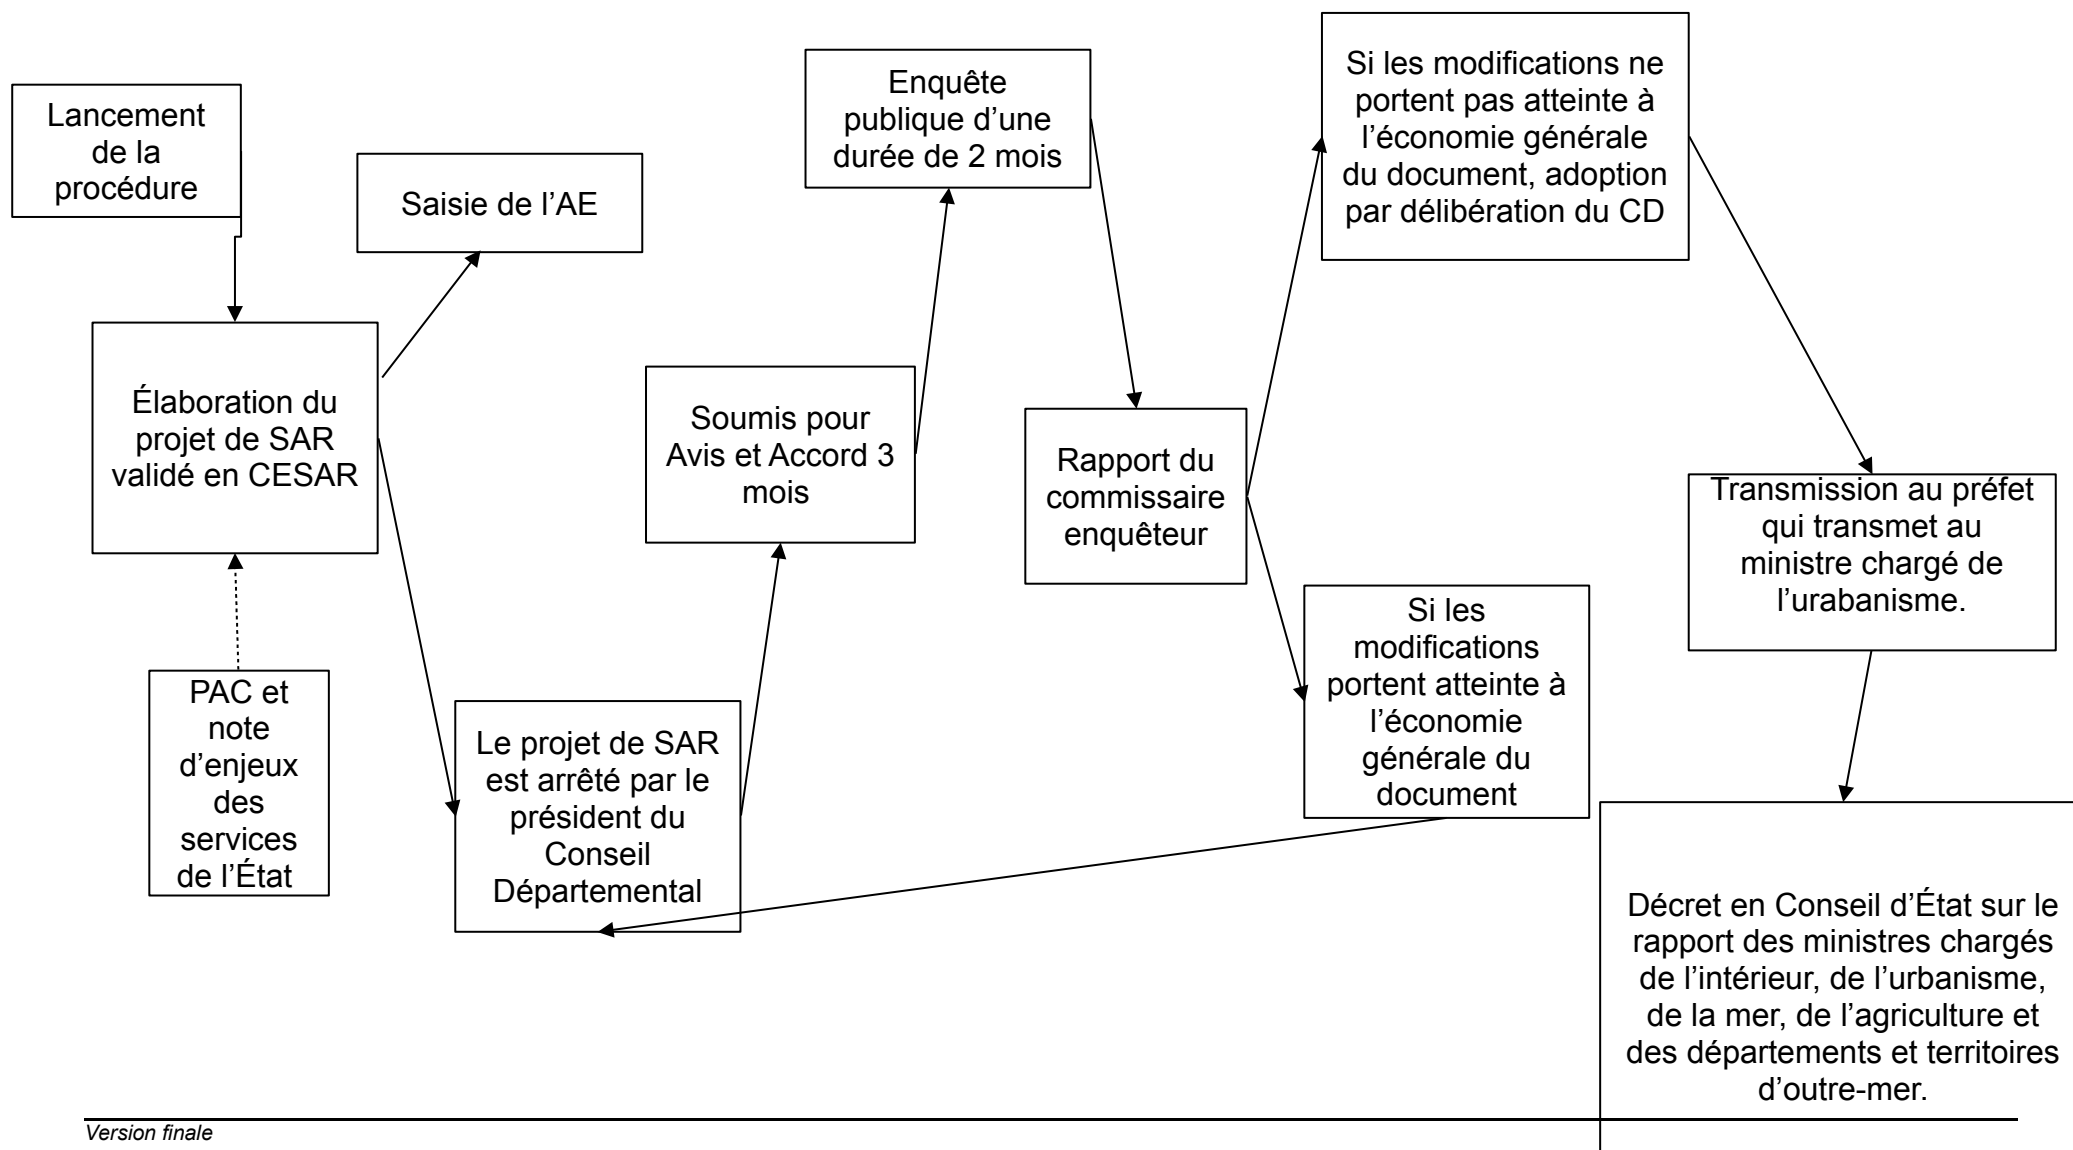 Lancement
de la
procédure
Saisie de l’AE
Élaboration du
projet de SAR
validé en CESAR
PAC et
note
d’enjeux
des
services
de l’État
Le projet de SAR
est arrêté par le
président du
Conseil
Départemental
Soumis pour
Avis et Accord 3
mois
Enquête
publique d’une
durée de 2 mois
Rapport du
commissaire
enquêteur
Si les modifications ne
portent pas atteinte à
l’économie générale
du document, adoption
par délibération du CD
Si les
modifications
portent atteinte à
l’économie
générale du
document
Transmission au préfet
qui transmet au
ministre chargé de
l’urabanisme.
Décret en Conseil d’État sur le
rapport des ministres chargés
de l’intérieur, de l’urbanisme,
de la mer, de l’agriculture et
des départements et territoires
d’outre-mer.
Version finale